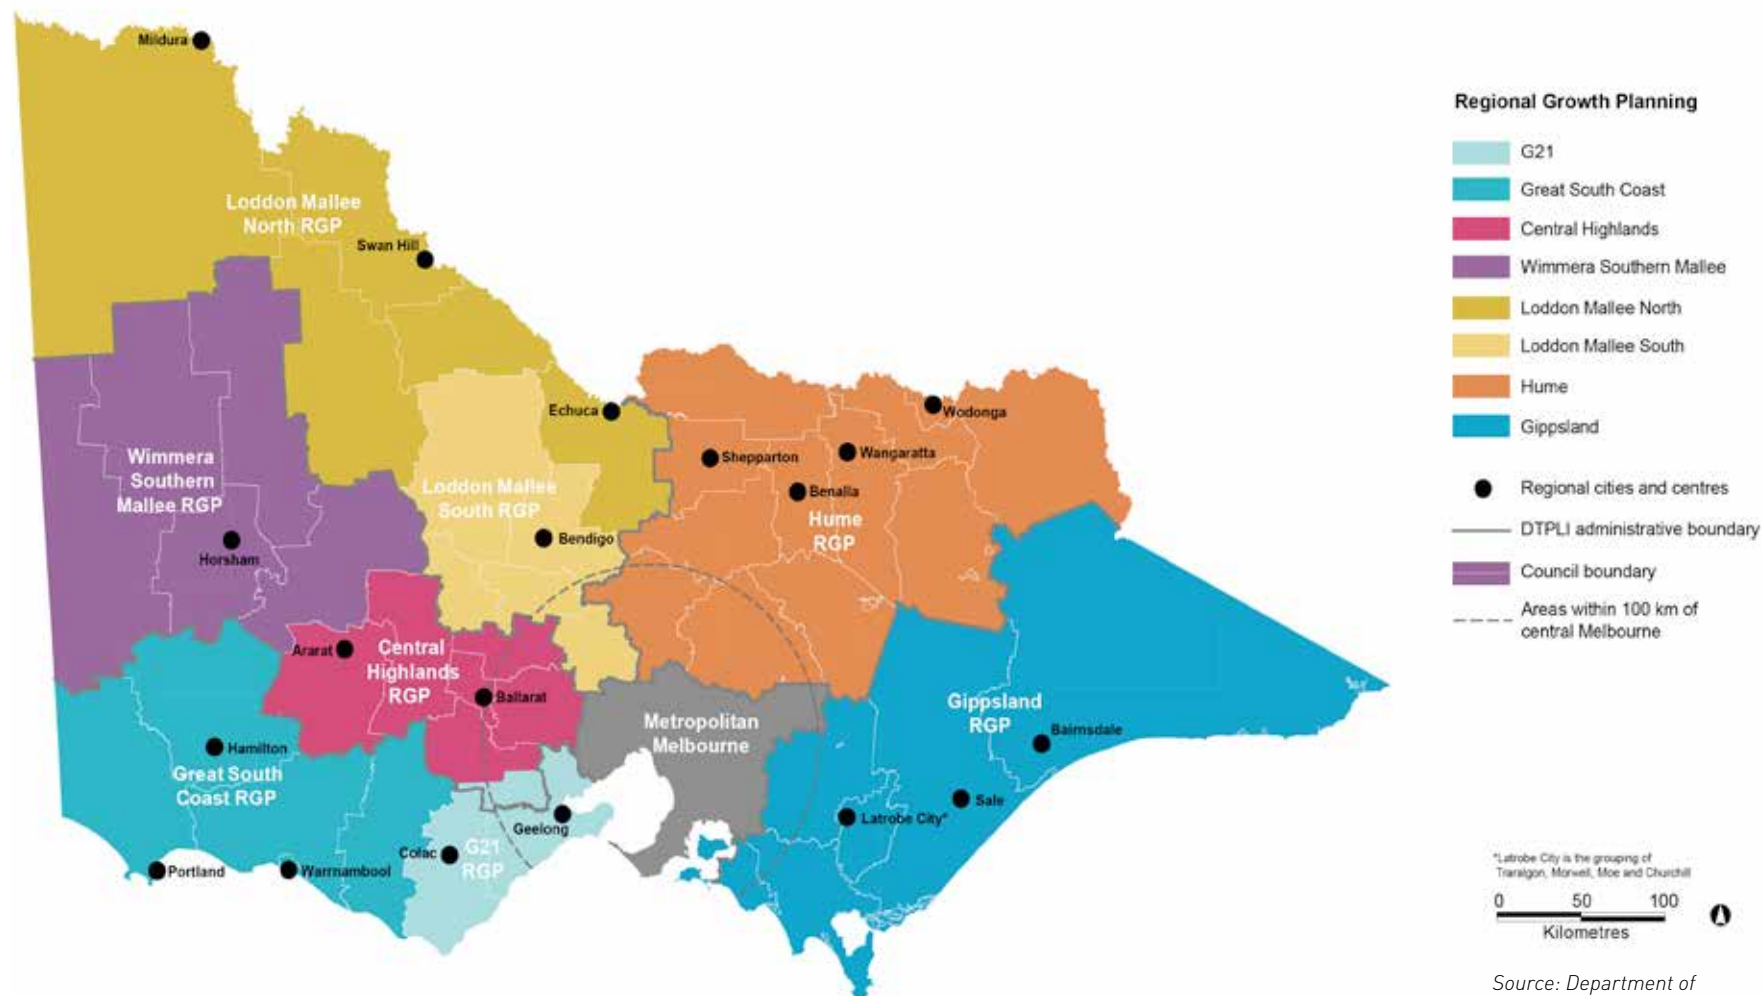 Mildura
Loddon Mallee
North RGP
Swan Hill
Echuca
Wodonga
Shepparton
Wangaratta
Benalla
Hume
RGP
Wimmera
Southern
Mallee RGP
Horsham
Loddon Mallee
South RGP
Bendigo
Ararat
Central
Highlands
RGP
Ballarat
Metropolitan
Melbourne
Gippsland
RGP
Bairnsdale
Hamilton
Great South
Coast RGP
Sale
Latrobe City*
Geelong
Colac
G21
RGP
Portland
Warrnambool
Regional Growth Planning
G21
Great South Coast
Central Highlands
Wimmera Southern Mallee
Loddon Mallee North
Loddon Mallee South
Hume
Gippsland
Regional cities and centres
DTPLI administrative boundary
Council boundary
Areas within 100 km of
central Melbourne
*Latrobe City is the grouping of
Traralgon, Morwell, Moe and Churchill
0 50 100
Kilometres
Source: Department of